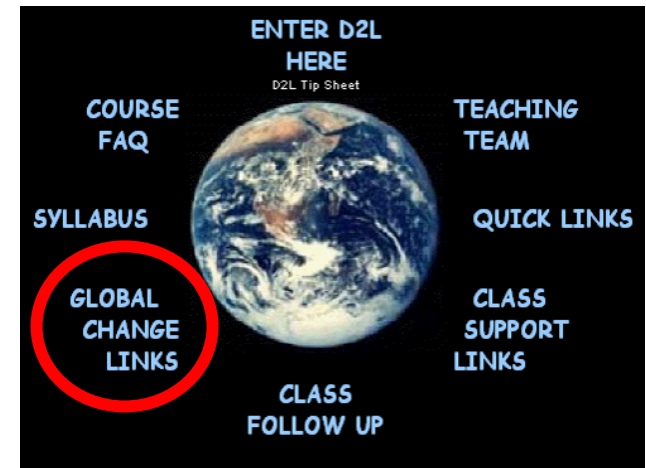 ENTER D2L
HERE
D2L Tip Sheet
COURSE
FAQ
TEACHING
TEAM
SYLLABUS
QUICK LINKS
GLOBAL
CHANGE
LINKS
CLASS
SUPPORT
LINKS
CLASS
FOLLOW UP